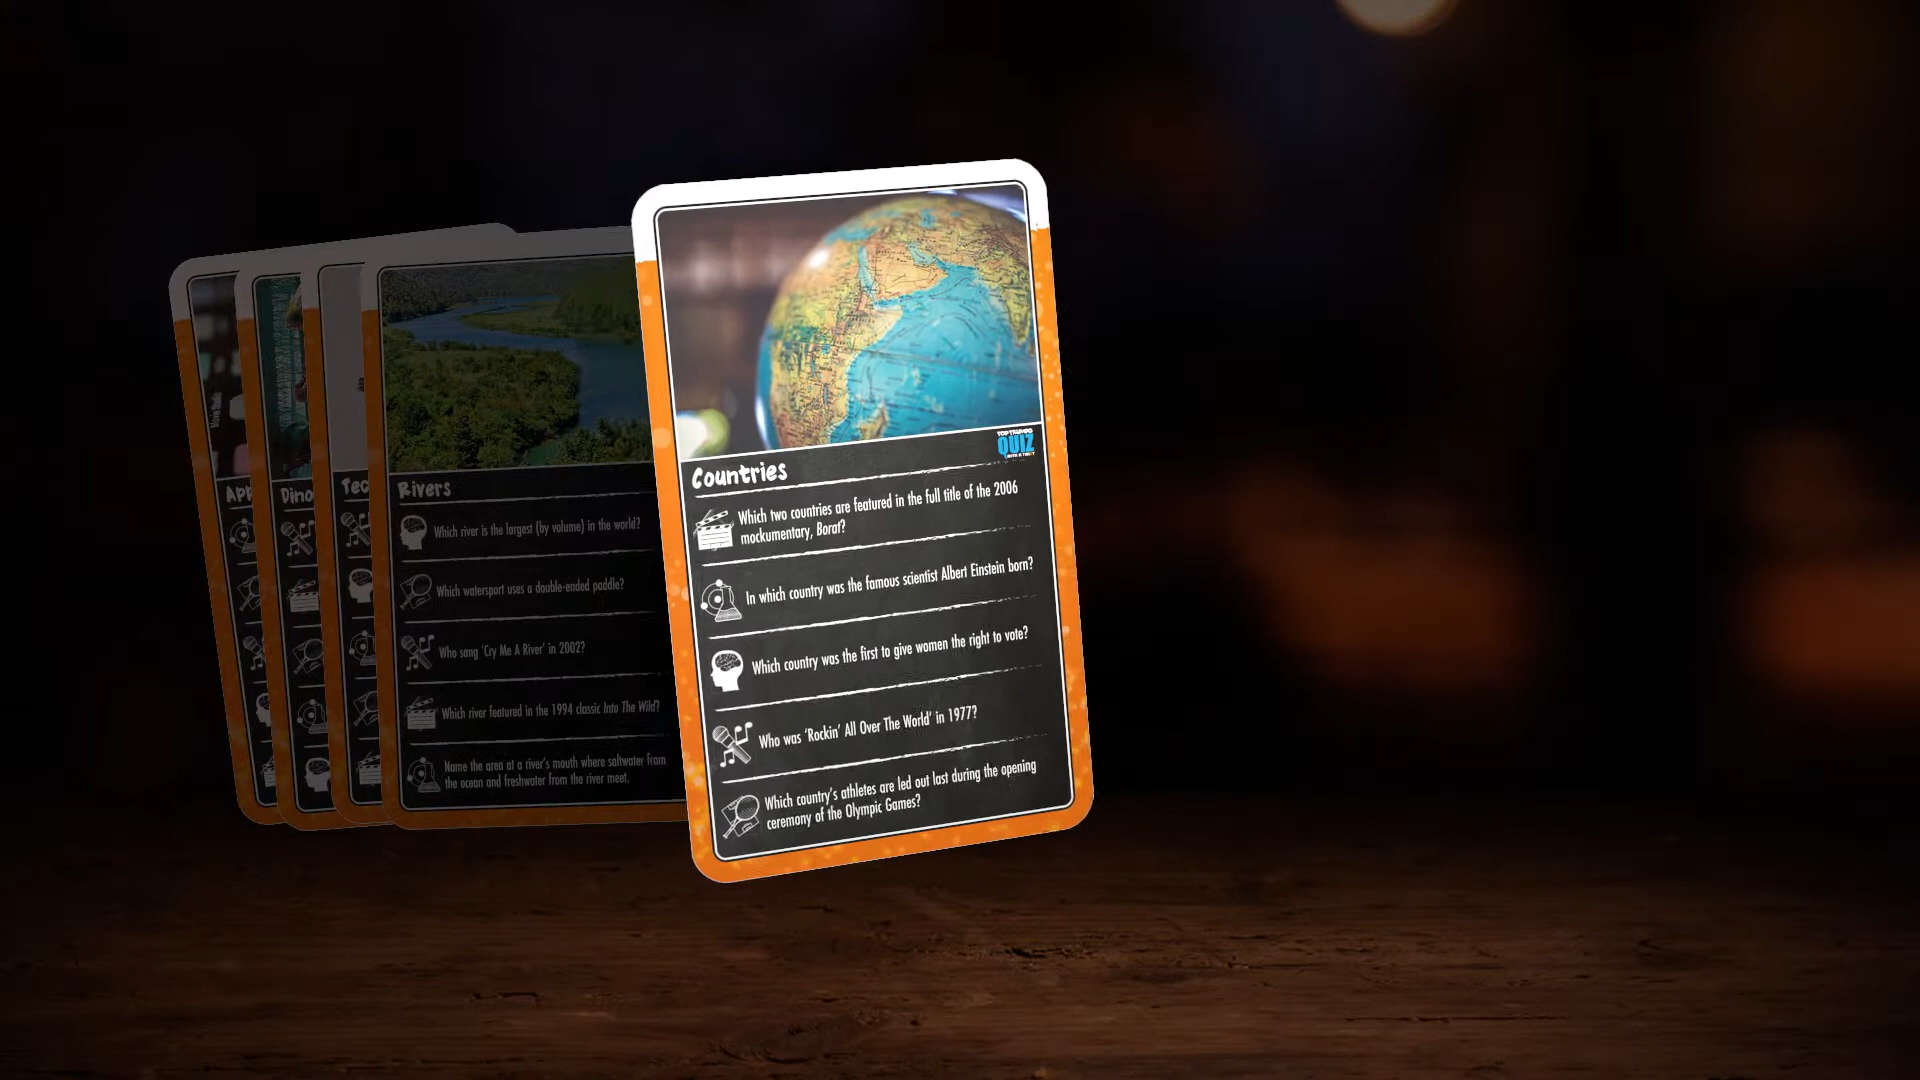 Movie Studio
App
Dino
Tec
Rivers
Which river is the largest (by volume) in the world?
Which watersport uses a double-ended paddle?
Who sang 'Cry Me A River' in 2002?
Which river featured in the 1994 classic Into The Wild?
Name the area at a river's mouth where saltwater from
the ocean and freshwater from the river meet.
TOP TRUMPS
QUIZ
WITH A TWIST
Countries
Which two countries are featured in the full title of the 2006
mockumentary, Borat?
In which country was the famous scientist Albert Einstein born?
Which country was the first to give women the right to vote?
Who was 'Rockin' All Over The World' in 1977?
Which country's athletes are led out last during the opening
ceremony of the Olympic Games?